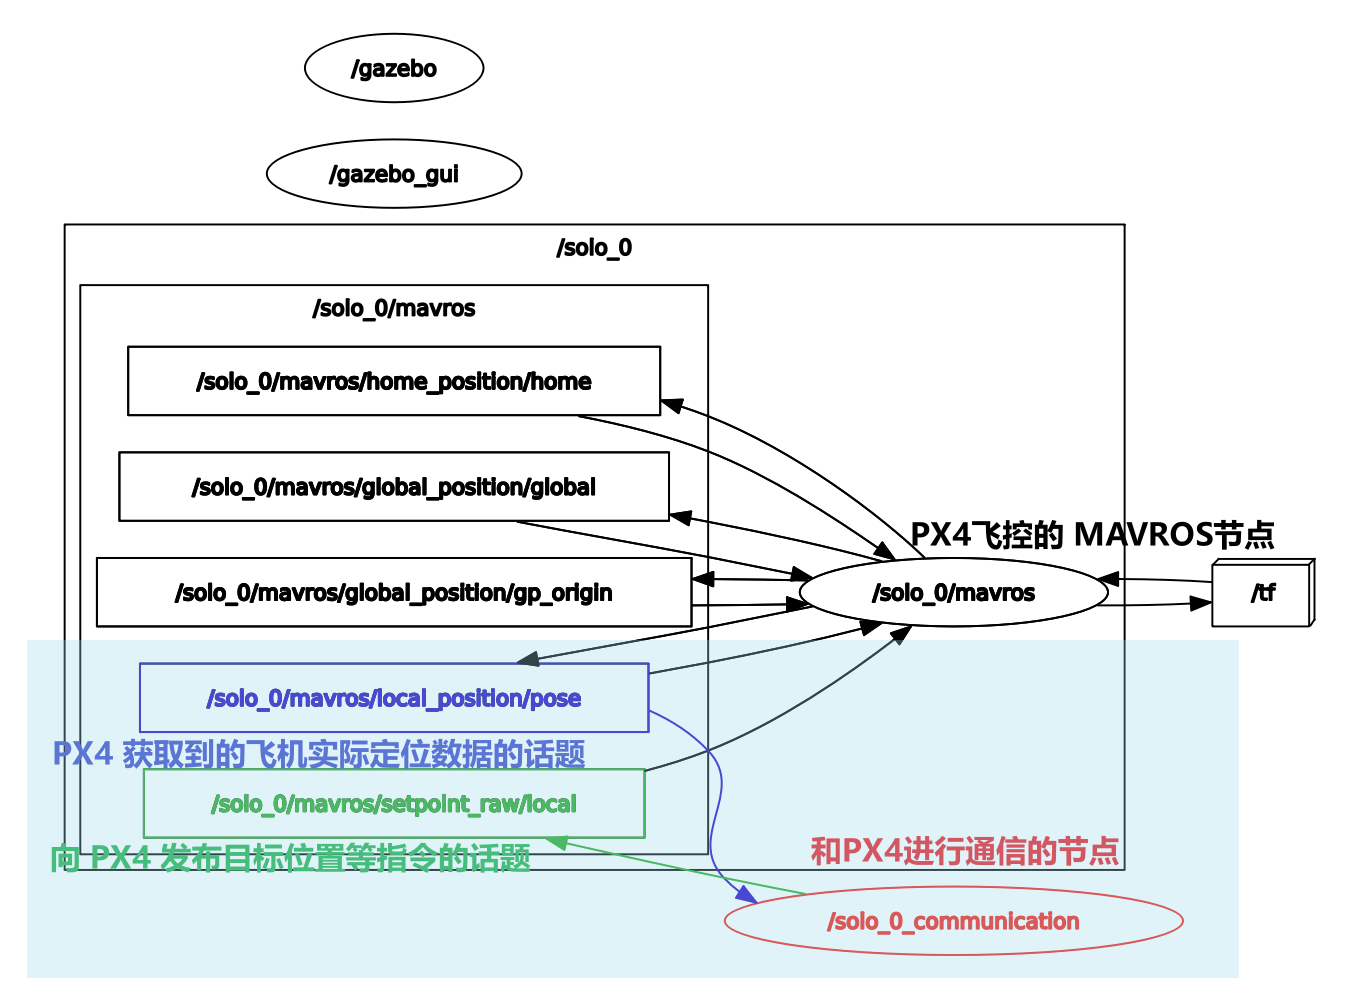 /gazebo
/gazebo_gui
/solo_0
/solo_0/mavros
/solo_0/mavros/home_position/home
/solo_0/mavros/global_position/global
PX4飞控的 MAVROS节点
/solo_0/mavros/global_position/gp_origin
/solo_0/mavros
/tf
/solo_0/mavros/local_position/pose
PX4 获取到的飞机实际定位数据的话题
/solo_0/mavros/setpoint_raw/local
向 PX4 发布目标位置等指令的话题
和PX4进行通信的节点
/solo_0_communication